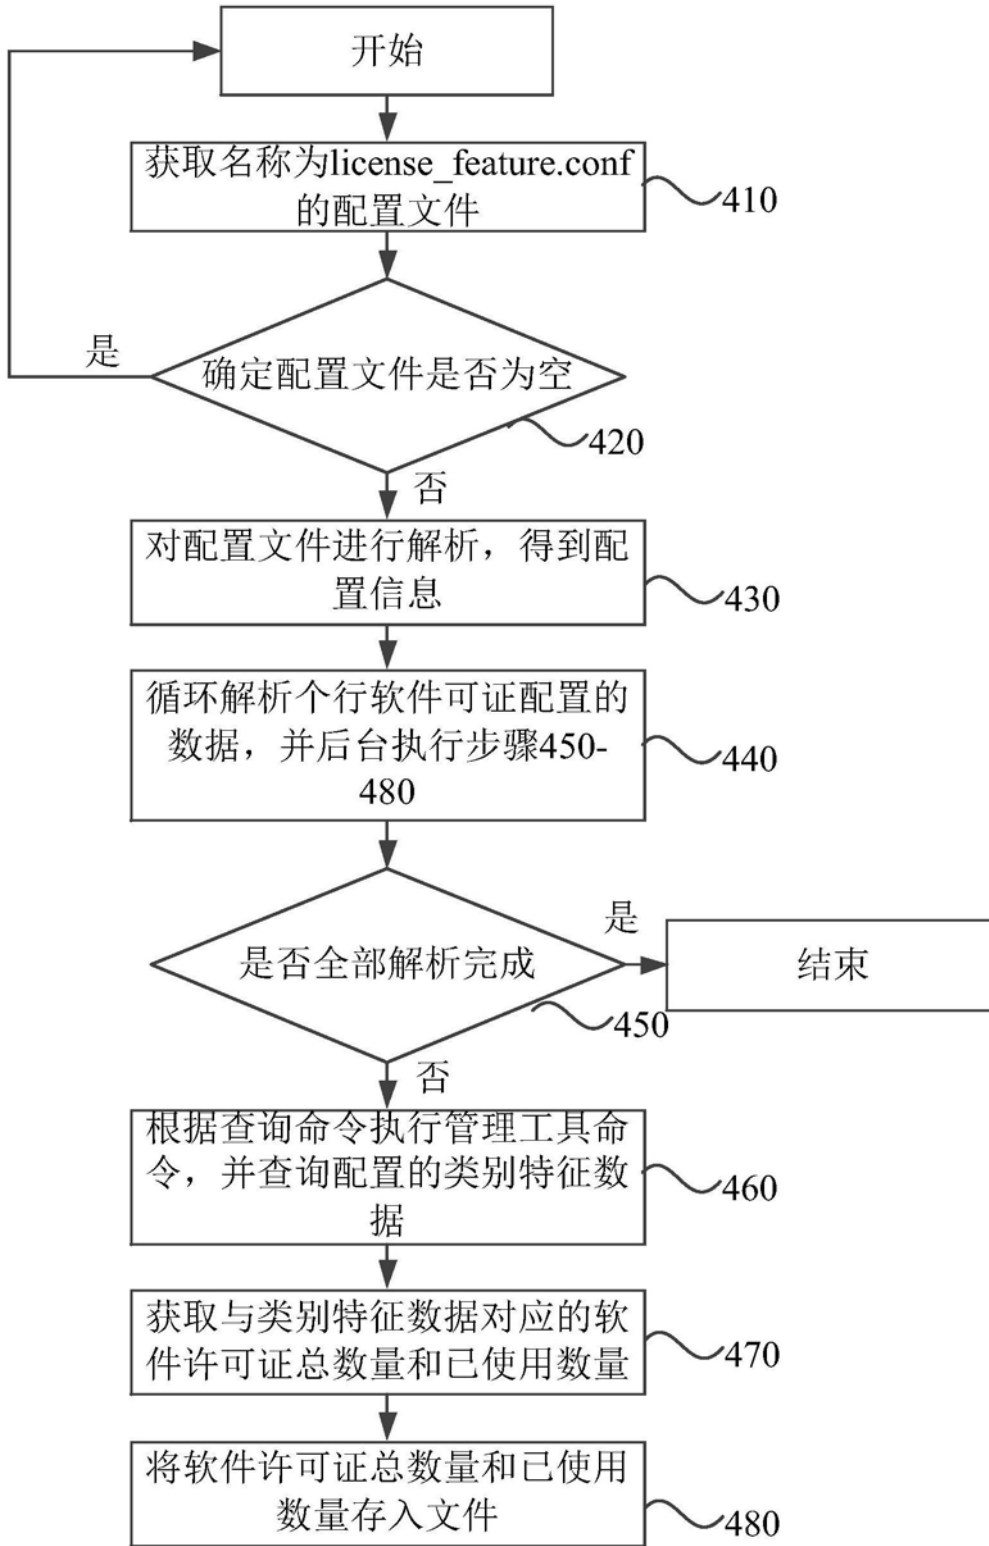 开始
获取名称为license_feature.conf
的配置文件
410
是
确定配置文件是否为空
420
否
对配置文件进行解析，得到配
置信息
430
循环解析个行软件可证配置的
数据，并后台执行步骤450-
480
440
是
是否全部解析完成
结束
450
否
根据查询命令执行管理工具命
令，并查询配置的类别特征数
据
460
获取与类别特征数据对应的软
件许可证总数量和已使用数量
470
将软件许可证总数量和已使用
数量存入文件
480